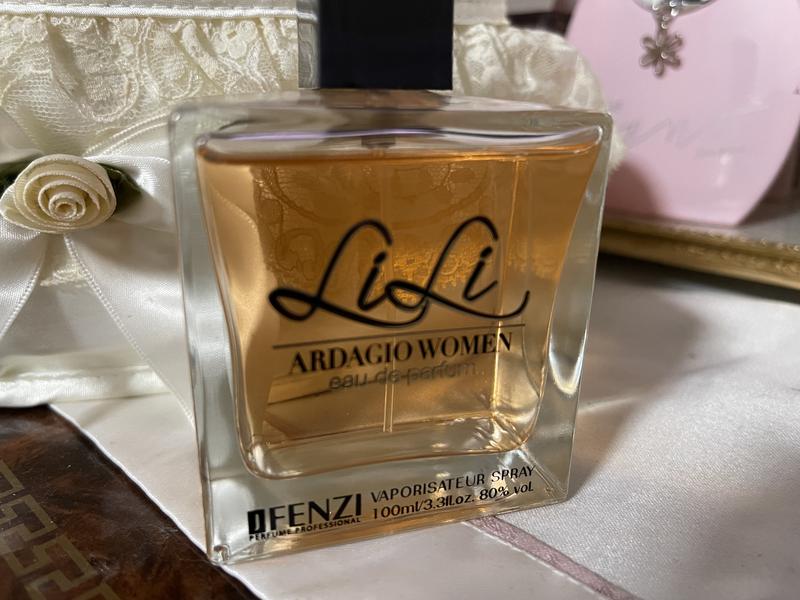 LiLi
ARDAGIO WOMEN
eau de parfum
JFENZI
PERFUME PROFESSIONAL
VAPORISATEUR SPRAY
100ml/3.3fl.oz. 80% vol.